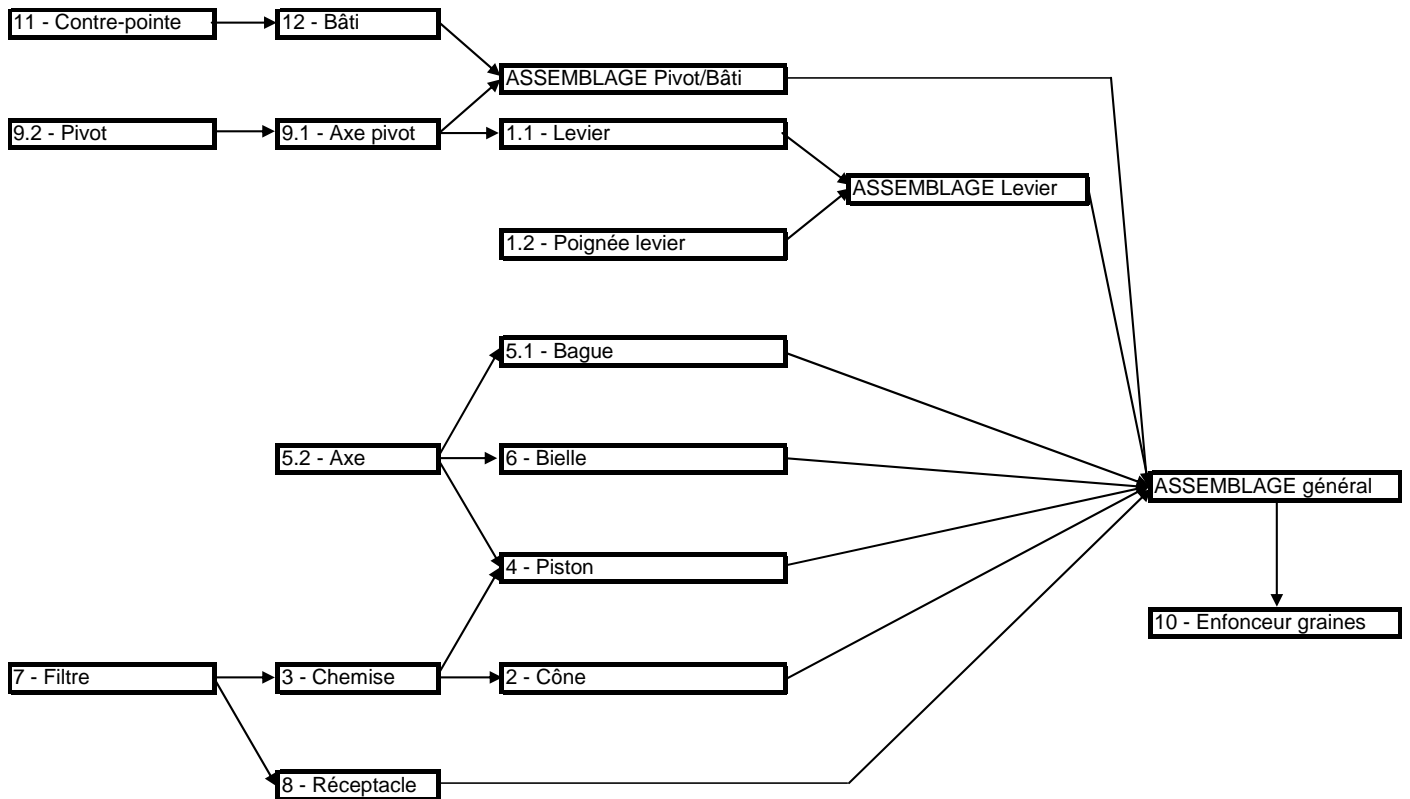 11 - Contre-pointe
12 - Bâti
ASSEMBLAGE Pivot/Bâti
9.2 - Pivot
9.1 - Axe pivot
1.1 - Levier
ASSEMBLAGE Levier
1.2 - Poignée levier
5.1 - Bague
5.2 - Axe
6 - Bielle
ASSEMBLAGE général
4 - Piston
10 - Enfonceur graines
7 - Filtre
3 - Chemise
2 - Cône
8 - Réceptacle